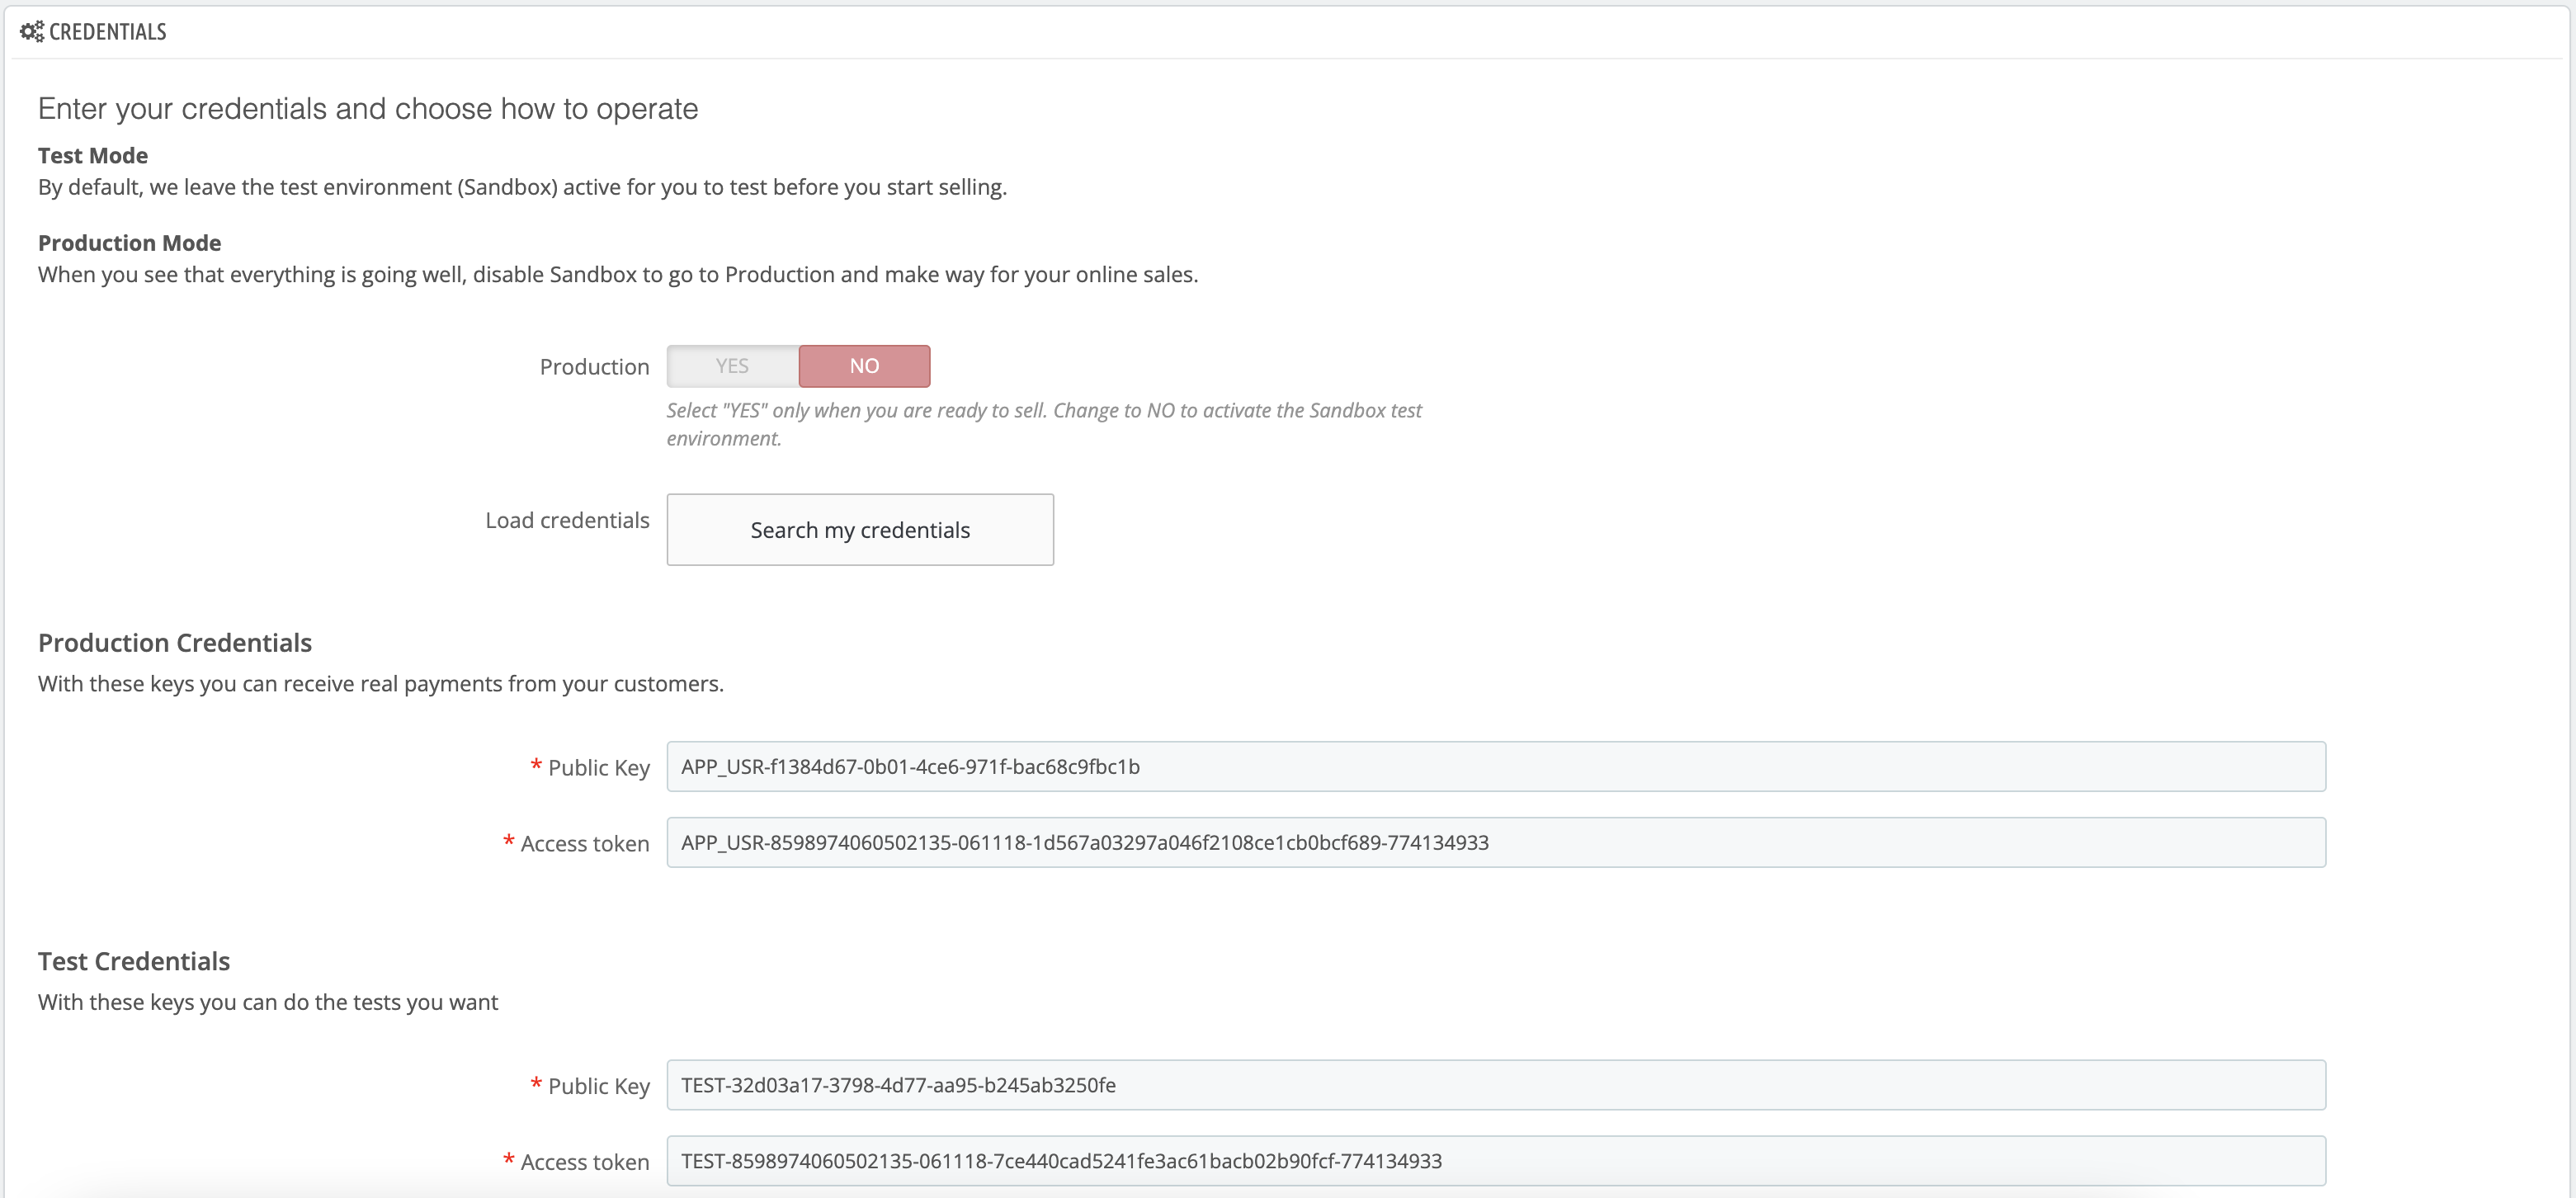 CREDENTIALS
Enter your credentials and choose how to operate
Test Mode
By default, we leave the test environment (Sandbox) active for you to test before you start selling.
Production Mode
When you see that everything is going well, disable Sandbox to go to Production and make way for your online sales.
Production YES NO
Select "YES" only when you are ready to sell. Change to NO to activate the Sandbox test
environment.
Load credentials Search my credentials
Production Credentials
With these keys you can receive real payments from your customers.
* Public Key APP_USR-f1384d67-0b01-4ce6-971f-bac68c9fbc1b
* Access token APP_USR-8598974060502135-061118-1d567a03297a046f2108ce1cb0bcf689-774134933
Test Credentials
With these keys you can do the tests you want
* Public Key TEST-32d03a17-3798-4d77-aa95-b245ab3250fe
* Access token TEST-8598974060502135-061118-7ce440cad5241fe3ac61bacb02b90fcf-774134933